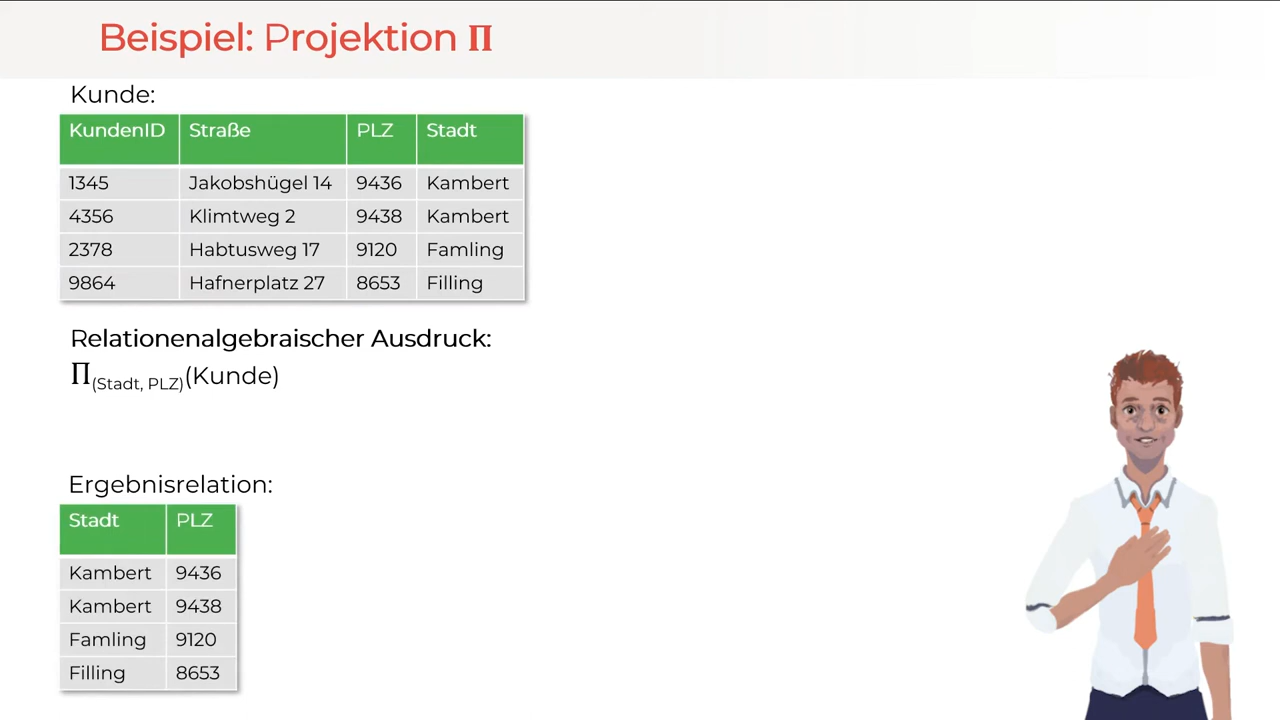 Beispiel: Projektion Π
Kunde:
KundenID Straße PLZ Stadt
1345 Jakobshügel 14 9436 Kambert
4356 Klimtweg 2 9438 Kambert
2378 Habtusweg 17 9120 Famling
9864 Hafnerplatz 27 8653 Filling
Relationenalgebraischer Ausdruck:
Π(Stadt, PLZ)(Kunde)
Ergebnisrelation:
Stadt PLZ
Kambert 9436
Kambert 9438
Famling 9120
Filling 8653